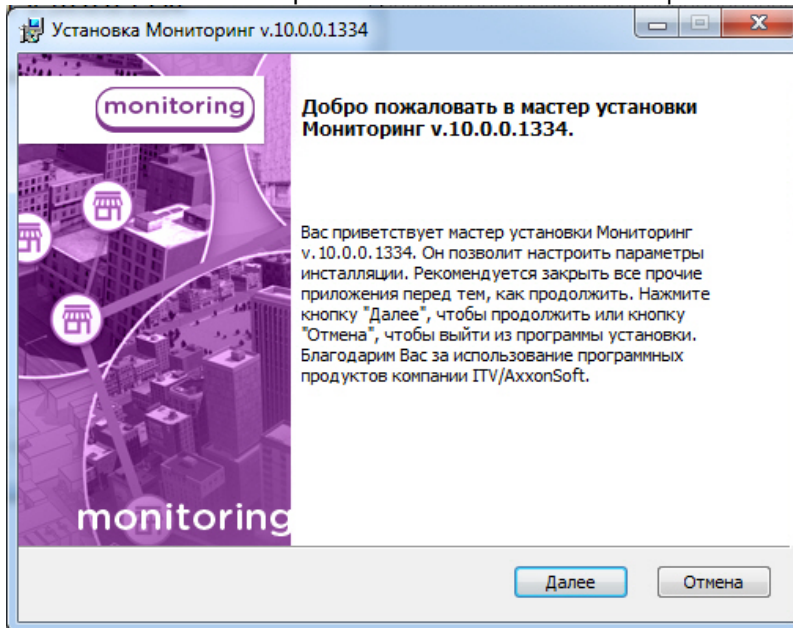 Установка Мониторинг v.10.0.0.1334
monitoring
Добро пожаловать в мастер установки
Мониторинг v.10.0.0.1334.
Вас приветствует мастер установки Мониторинг
v.10.0.0.1334. Он позволит настроить параметры
инсталляции. Рекомендуется закрыть все прочие
приложения перед тем, как продолжить. Нажмите
кнопку "Далее", чтобы продолжить или кнопку
"Отмена", чтобы выйти из программы установки.
Благодарим Вас за использование программных
продуктов компании ITV/AxxonSoft.
monitoring
Далее
Отмена